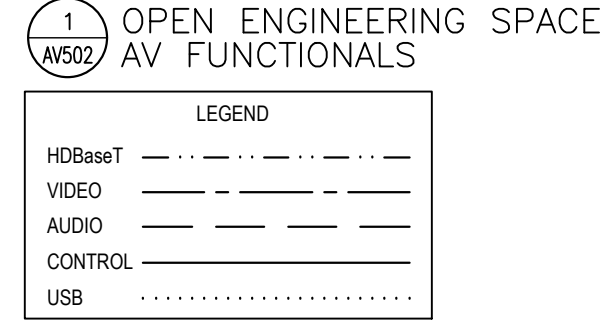 1
AV502
OPEN ENGINEERING SPACE
AV FUNCTIONALS
LEGEND
HDBaseT
VIDEO
AUDIO
CONTROL
USB